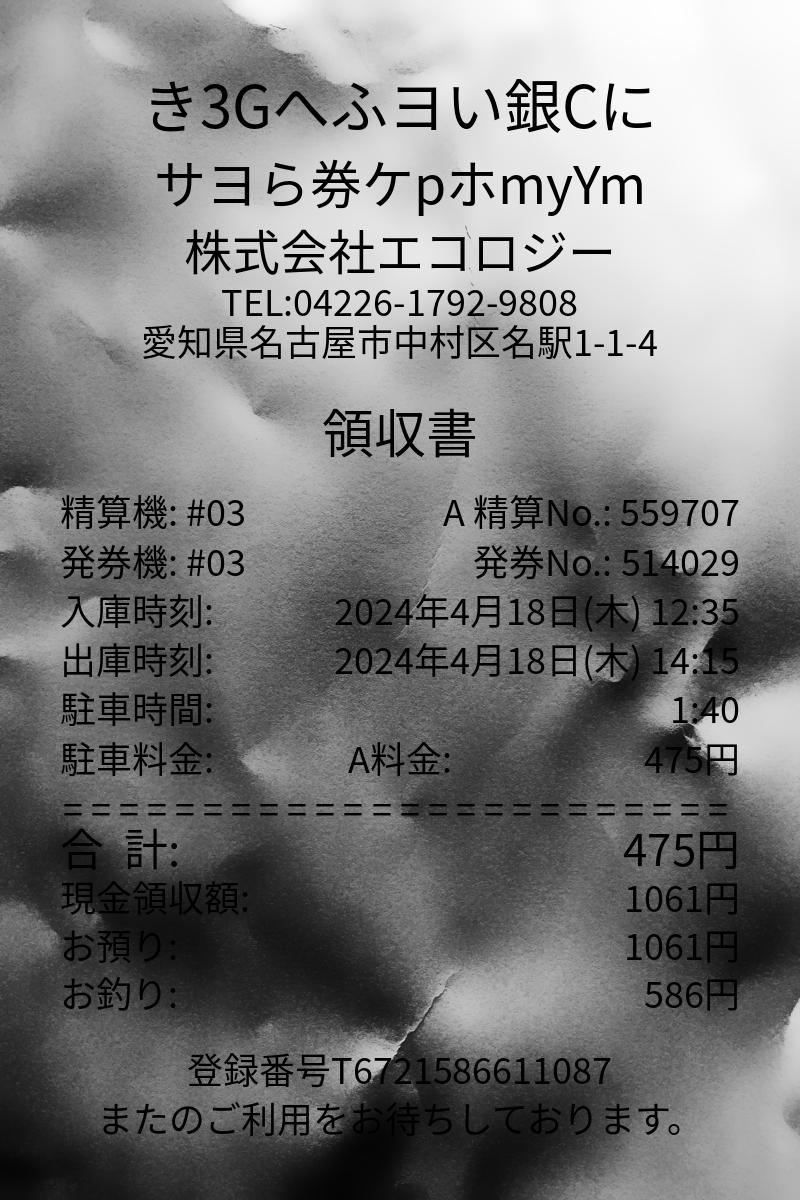 き3Gへふヨい銀Cに
サヨら券ケpホmyYm
株式会社エコロジー
TEL:04226-1792-9808
愛知県名古屋市中村区名駅1-1-4
領収書
精算機: #03 A 精算No.: 559707
発券機: #03 発券No.: 514029
入庫時刻: 2024年4月18日(木) 12:35
出庫時刻: 2024年4月18日(木) 14:15
駐車時間: 1:40
駐車料金: A料金: 475円
========================
合 計: 475円
現金領収額: 1061円
お預り: 1061円
お釣り: 586円
登録番号T6721586611087
またのご利用をお待ちしております。